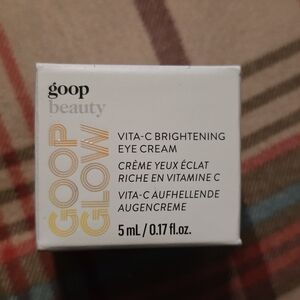 goop
beauty
GOOP
GLOW
VITA-C BRIGHTENING
EYE CREAM
CRÈME YEUX ÉCLAT
RICHE EN VITAMINE C
VITA-C AUFHELLENDE
AUGENCREME
5 mL / 0.17 fl.oz.